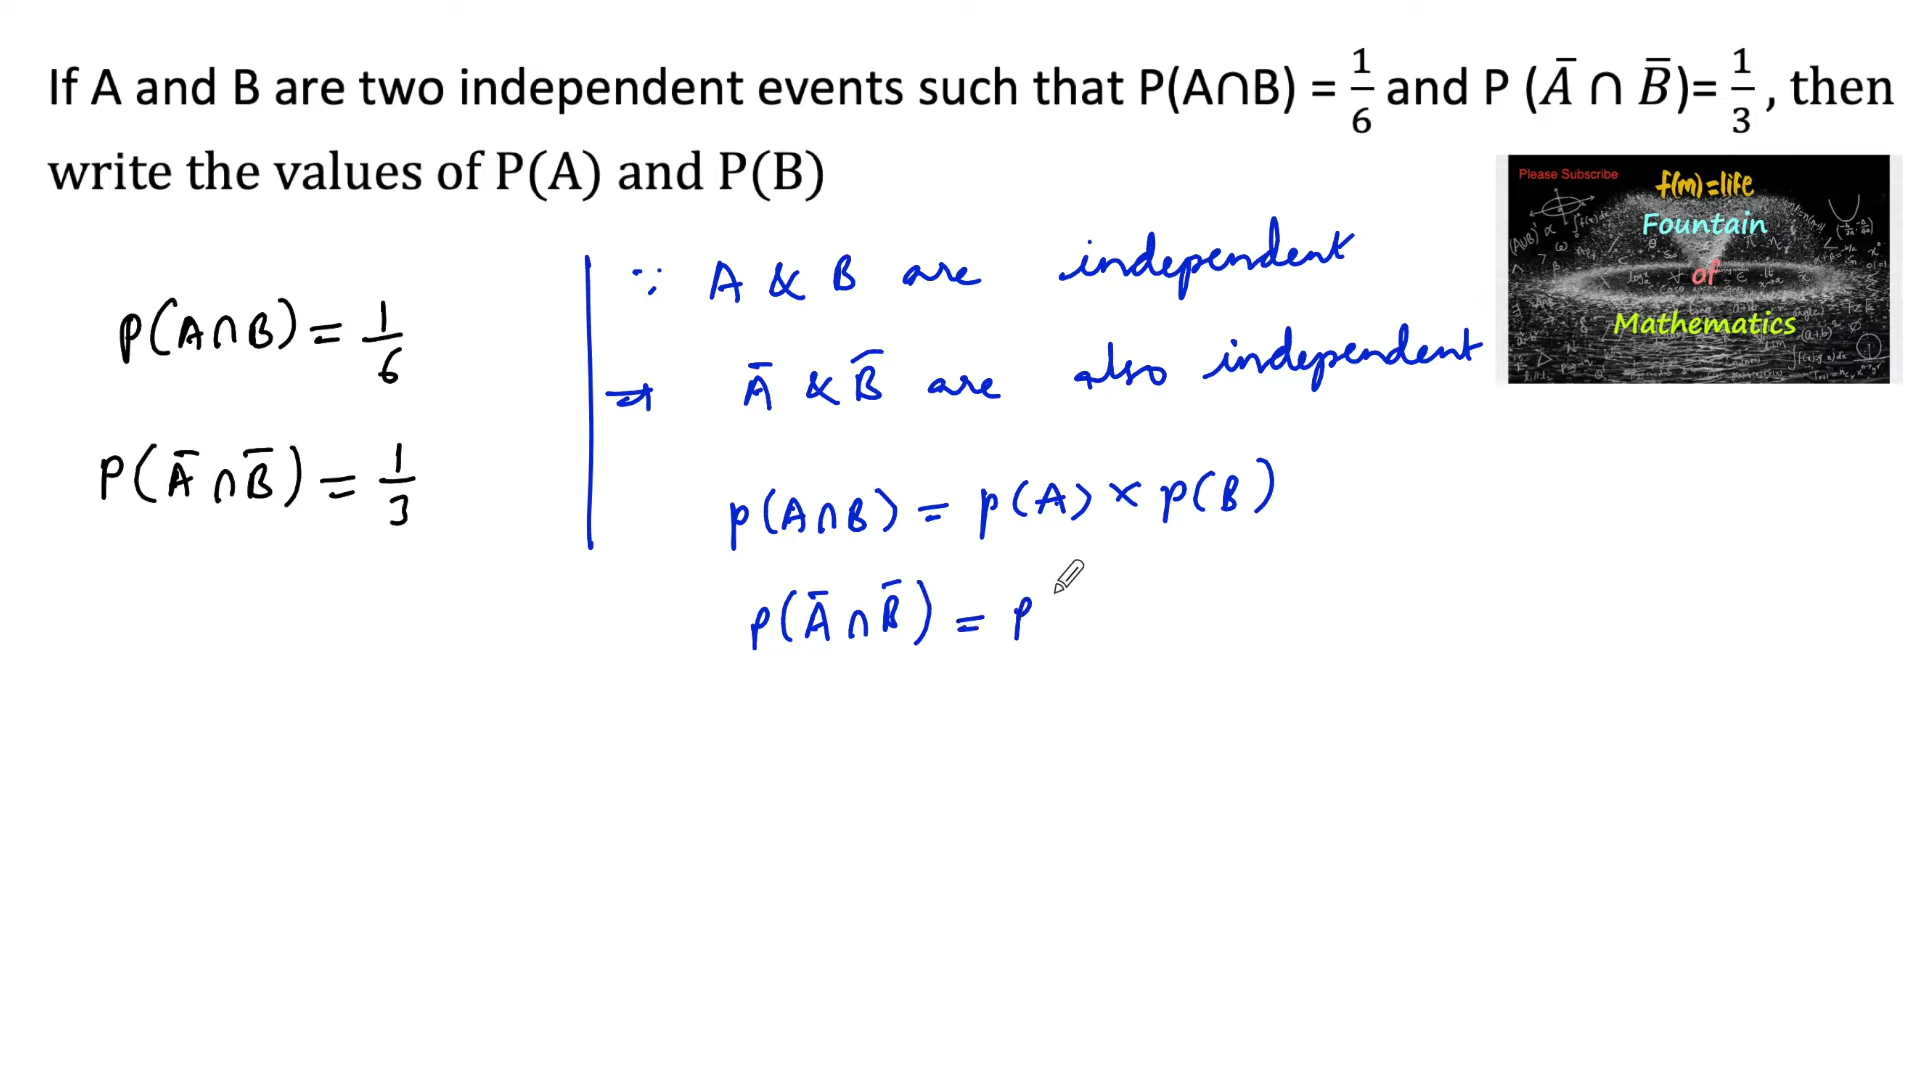 If A and B are two independent events such that P(A∩B) = 1/6 and P (Ā ∩ B̄)= 1/3 , then
write the values of P(A) and P(B)
Please Subscribe
f(m)=life
Fountain
of
Mathematics
P(A∩B) = 1/6
P(Ā∩B̄) = 1/3
∵ A & B are independent
⇒ Ā & B̄ are also independent
P(A∩B) = P(A) × P(B)
P(Ā∩B̄) = P